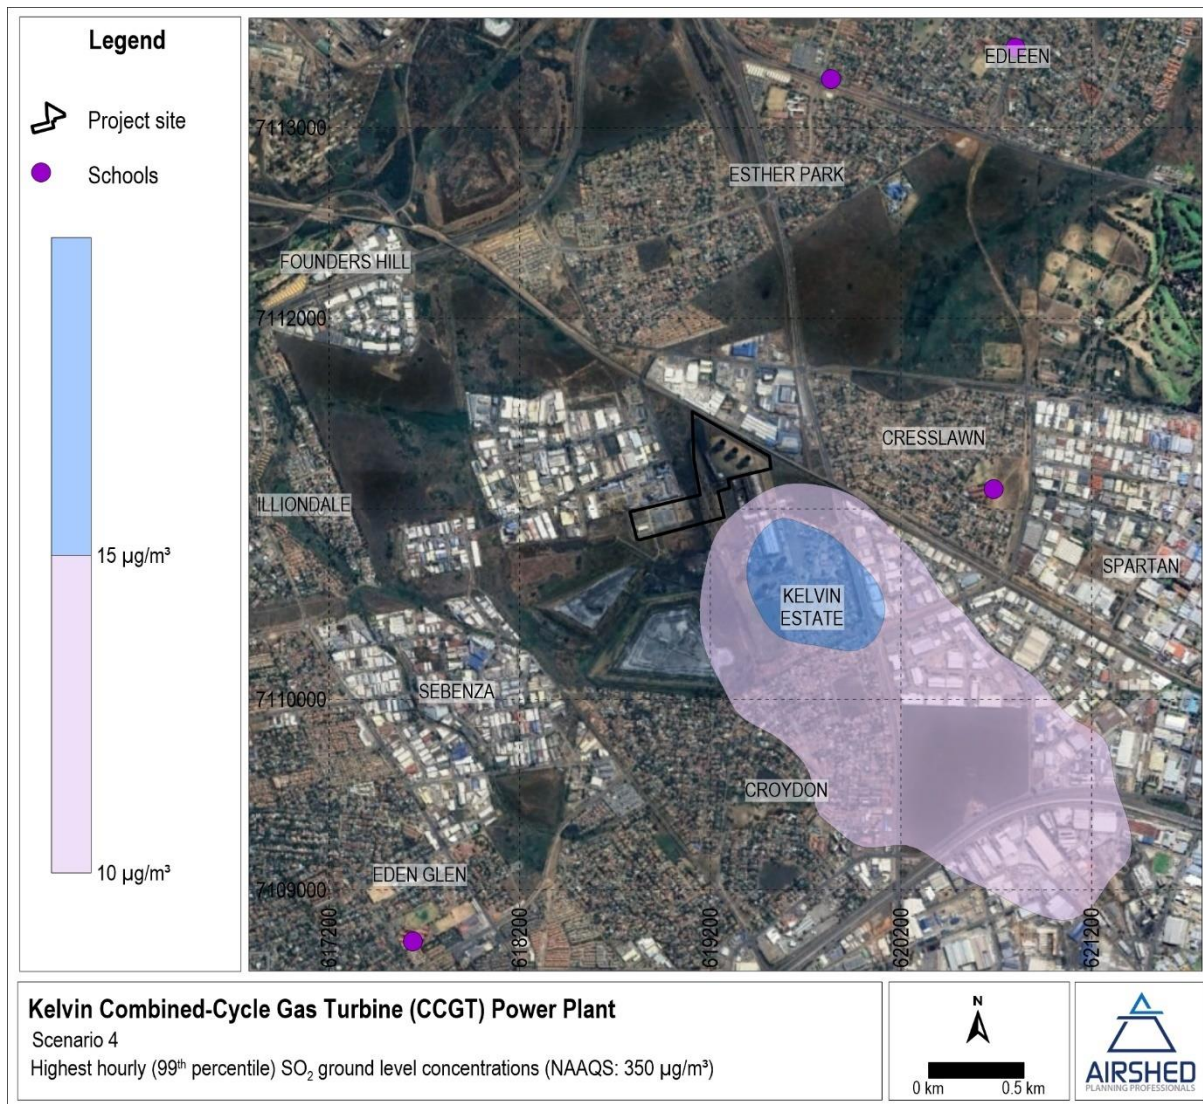 Legend
Project site
Schools
15 µg/m³
10 µg/m³
EDLEEN
7113000
ESTHER PARK
FOUNDERS HILL
7112000
CRESSLAWN
ILLIONDALE
SPARTAN
KELVIN
ESTATE
7110000
SEBENZA
CROYDON
EDEN GLEN
7109000
617200
618200
619200
620200
621200
Kelvin Combined-Cycle Gas Turbine (CCGT) Power Plant
Scenario 4
Highest hourly (99th percentile) SO₂ ground level concentrations (NAAQS: 350 µg/m³)
N
0 km 0.5 km
AIRSHED
PLANNING PROFESSIONALS